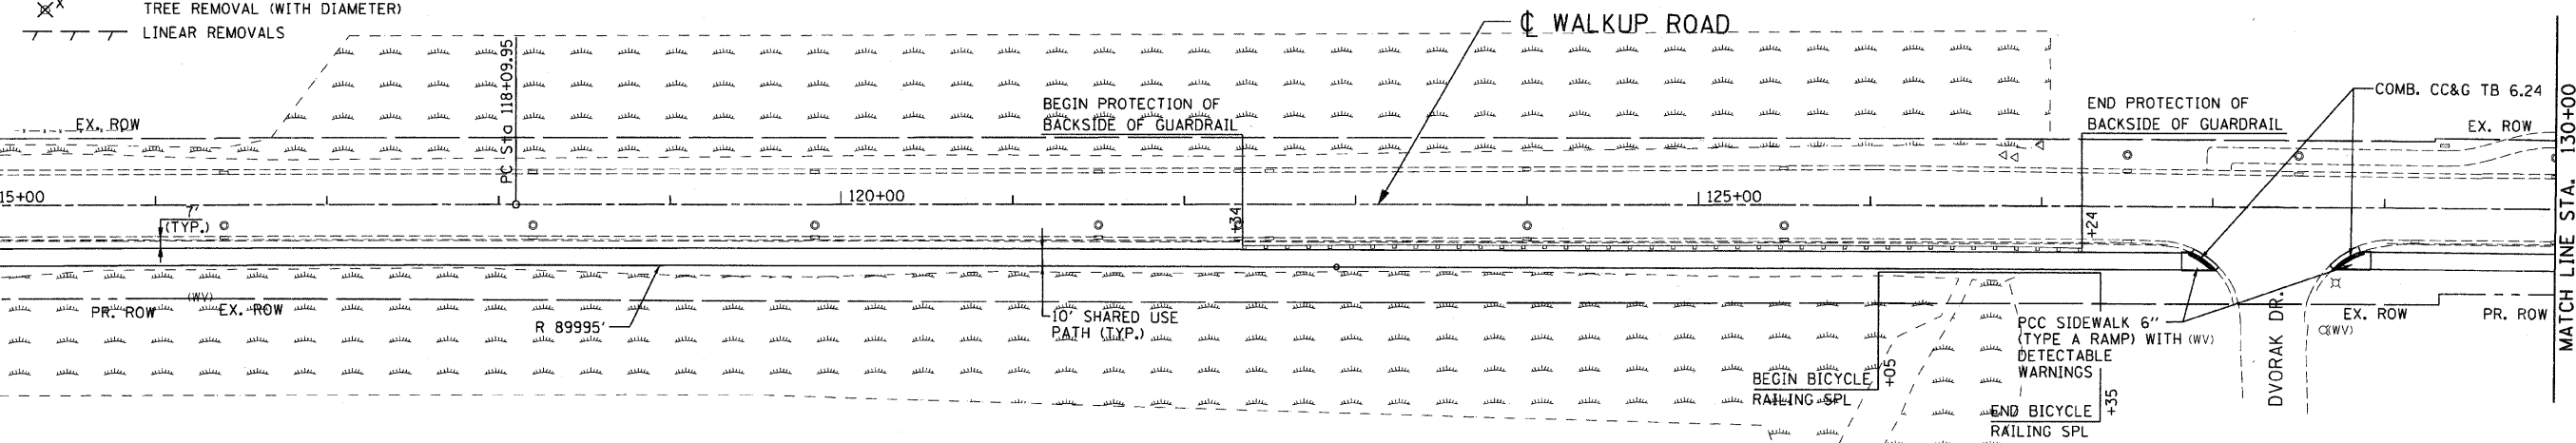 X TREE REMOVAL (WITH DIAMETER)
LINEAR REMOVALS
℄ WALKUP ROAD
PC Sta 118+09.95
EX. ROW
BEGIN PROTECTION OF
BACKSIDE OF GUARDRAIL
END PROTECTION OF
BACKSIDE OF GUARDRAIL
COMB. CC&G TB 6.24
EX. ROW
MATCH LINE STA. 130+00
15+00
120+00
125+00
7'
(TYP.)
+34
+24
(WV)
PR. ROW
EX. ROW
R 89995'
10' SHARED USE
PATH (TYP.)
BEGIN BICYCLE
RAILING SPL
+05
PCC SIDEWALK 6"
(TYPE A RAMP) WITH (WV)
DETECTABLE
WARNINGS
END BICYCLE
RAILING SPL
+35
DVORAK DR.
(WV)
EX. ROW
PR. ROW